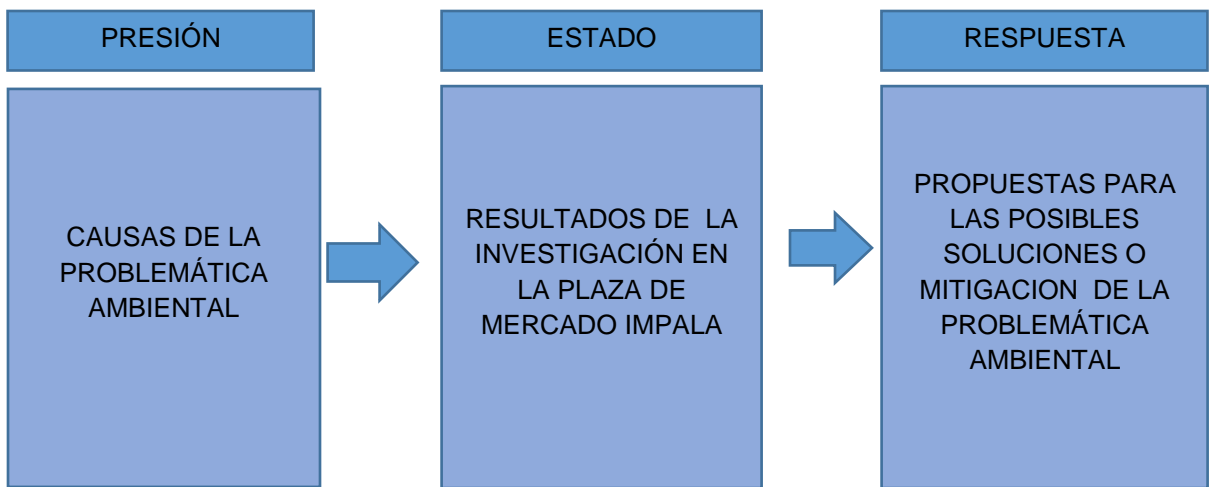 PRESIÓN
ESTADO
RESPUESTA
CAUSAS DE LA
PROBLEMÁTICA
AMBIENTAL
RESULTADOS DE LA
INVESTIGACIÓN EN
LA PLAZA DE
MERCADO IMPALA
PROPUESTAS PARA
LAS POSIBLES
SOLUCIONES O
MITIGACION DE LA
PROBLEMÁTICA
AMBIENTAL